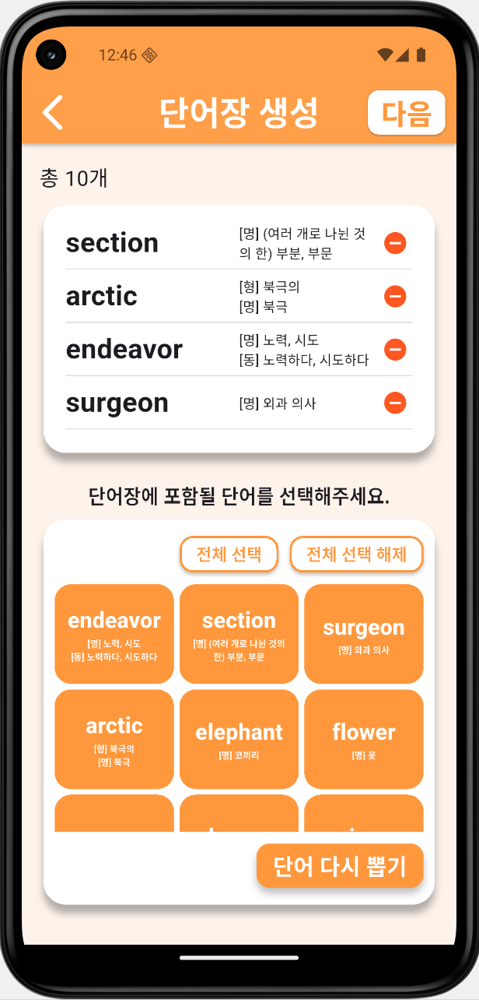 12:46
단어장 생성
다음
총 10개
section
[명] (여러 개로 나뉜 것
의 한) 부분, 부문
arctic
[형] 북극의
[명] 북극
endeavor
[명] 노력, 시도
[동] 노력하다, 시도하다
surgeon
[명] 외과 의사
단어장에 포함될 단어를 선택해주세요.
전체 선택
전체 선택 해제
endeavor
[명] 노력, 시도
[동] 노력하다, 시도하다
section
[명] (여러 개로 나뉜 것의
한) 부분, 부문
surgeon
[명] 외과 의사
arctic
[형] 북극의
[명] 북극
elephant
[명] 코끼리
flower
[명] 꽃
단어 다시 뽑기